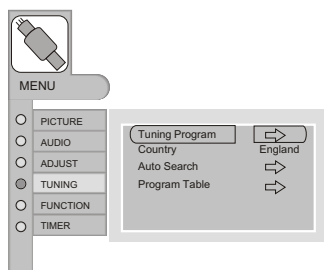 MENU
PICTURE
AUDIO
ADJUST
TUNING
FUNCTION
TIMER
Tuning Program
Country England
Auto Search
Program Table